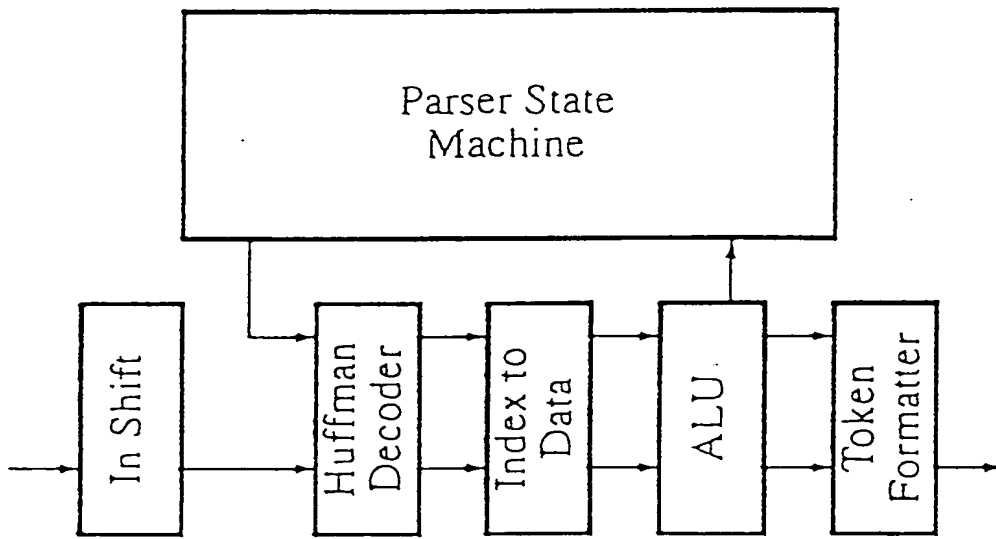 Parser State
Machine
In Shift
Huffman
Decoder
Index to
Data
ALU
Token
Formatter